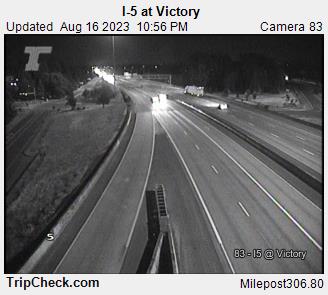 I-5 at Victory
Updated Aug 16 2023 10:56 PM Camera 83
T
S
83 - I5 @ Victory
TripCheck.com Milepost306.80